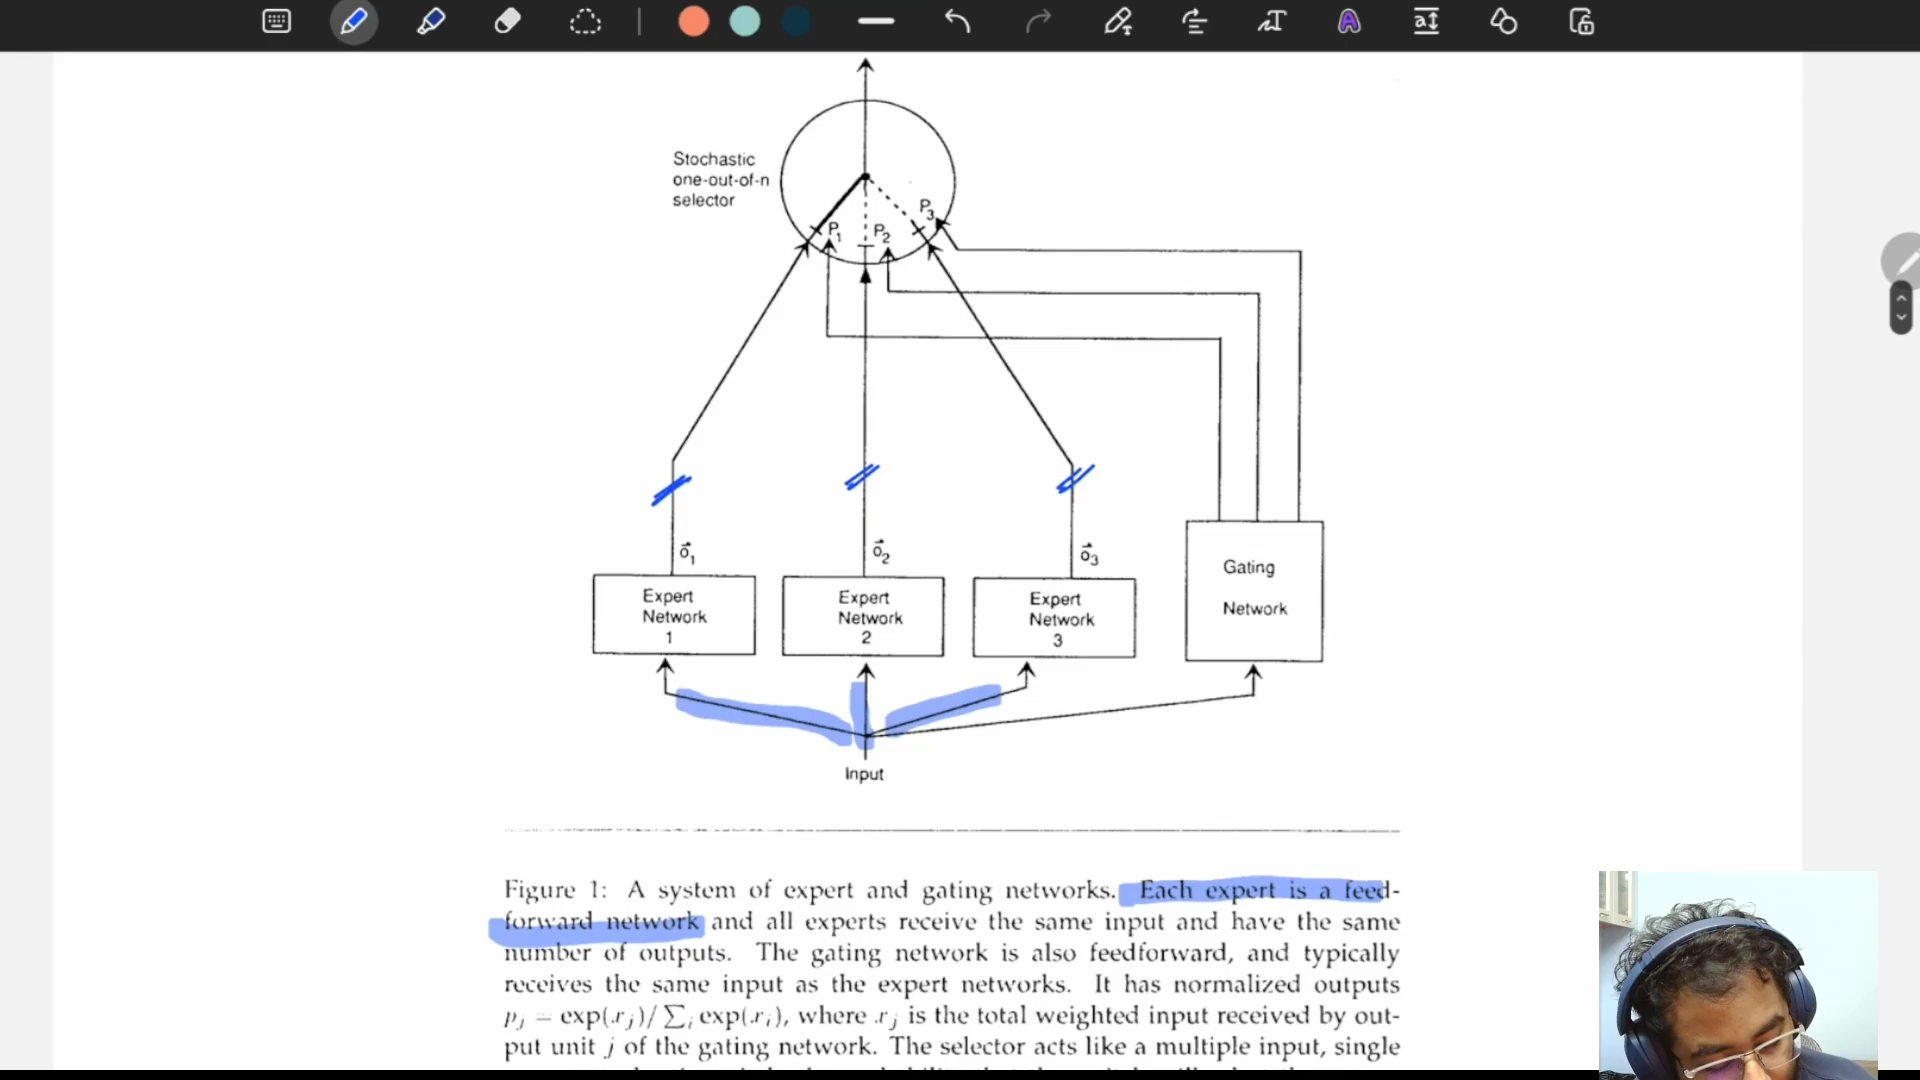 Stochastic
one-out-of-n
selector
P1 P2 P3
o⃗1 o⃗2 o⃗3
Expert
Network
1
Expert
Network
2
Expert
Network
3
Gating
Network
Input
Figure 1: A system of expert and gating networks. Each expert is a feed-
forward network and all experts receive the same input and have the same
number of outputs. The gating network is also feedforward, and typically
receives the same input as the expert networks. It has normalized outputs
pj = exp(xj)/ ∑i exp(xi), where xj is the total weighted input received by out-
put unit j of the gating network. The selector acts like a multiple input, single